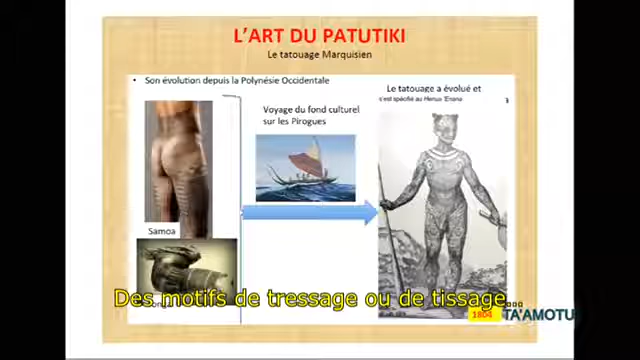 L'ART DU PATUTIKI
Le tatouage Marquisien
• Son évolution depuis la Polynésie Occidentale
Le tatouage a évolué et
s'est spécifié au Henua 'Enana
Voyage du fond culturel
sur les Pirogues
Samoa
Des motifs de tressage ou de tissage...
1804
TA'AMOTU